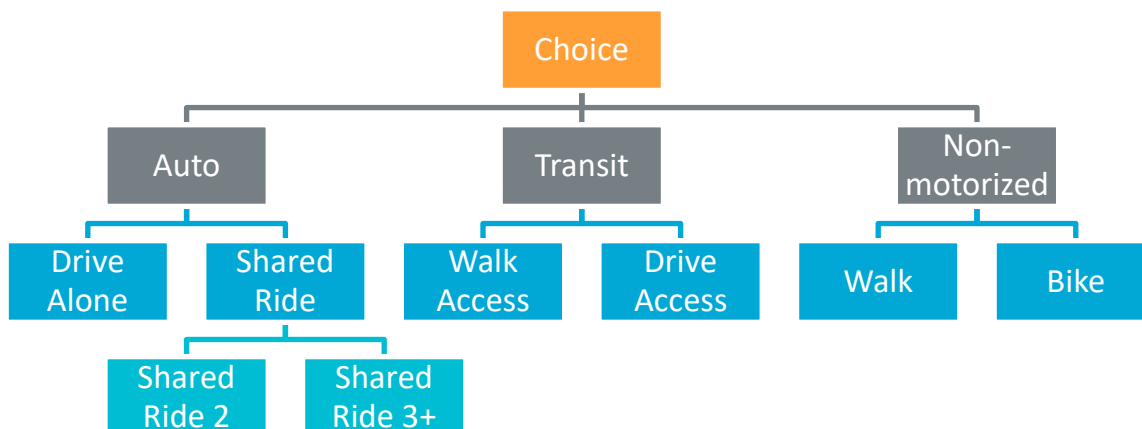 Choice
Auto
Transit
Non-
motorized
Drive
Alone
Shared
Ride
Walk
Access
Drive
Access
Walk
Bike
Shared
Ride 2
Shared
Ride 3+